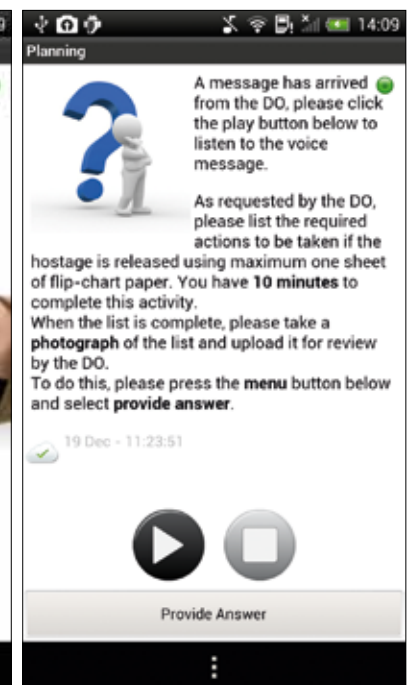 14:09
Planning
A message has arrived
from the DO, please click
the play button below to
listen to the voice
message.
As requested by the DO,
please list the required
actions to be taken if the
hostage is released using maximum one sheet
of flip-chart paper. You have 10 minutes to
complete this activity.
When the list is complete, please take a
photograph of the list and upload it for review
by the DO.
To do this, please press the menu button below
and select provide answer.
19 Dec - 11:23:51
Provide Answer